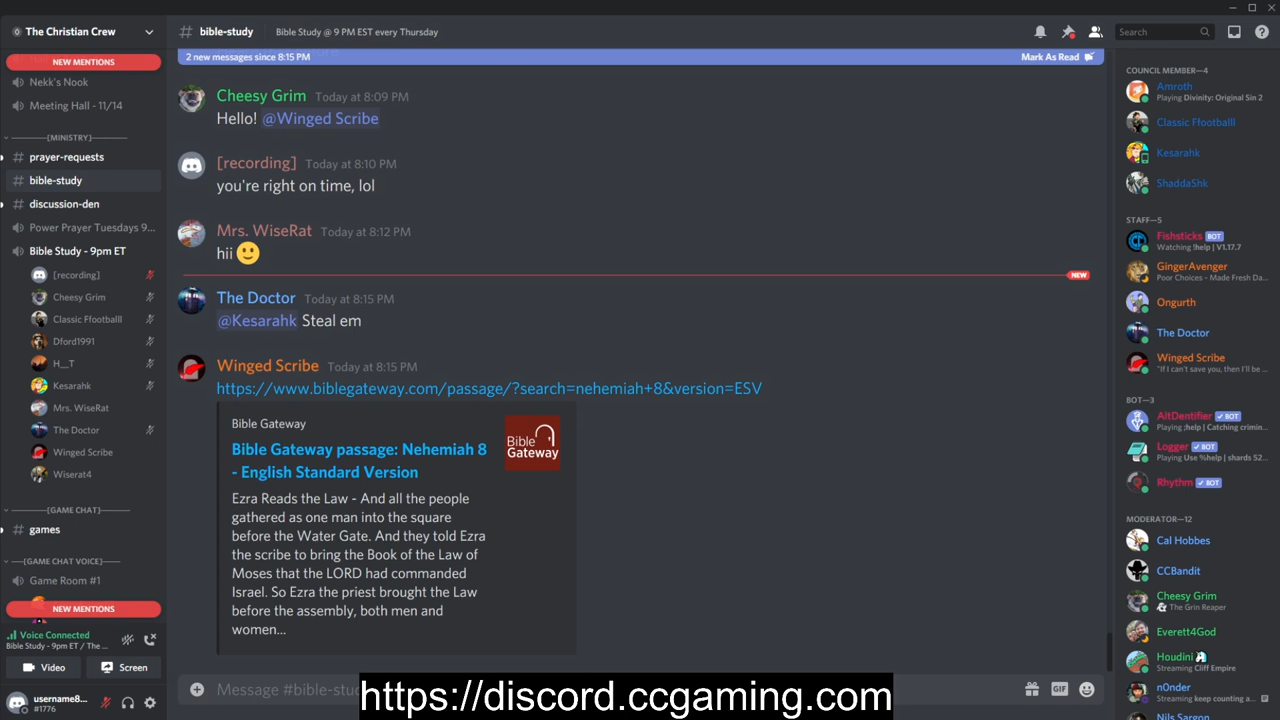 The Christian Crew
NEW MENTIONS
Nekk's Nook
Meeting Hall - 11/14
——[MINISTRY]——
prayer-requests
bible-study
discussion-den
Power Prayer Tuesdays 9...
Bible Study - 9pm ET
[recording]
Cheesy Grim
Classic Ffootballl
Dford1991
H__T
Kesarahk
Mrs. WiseRat
The Doctor
Winged Scribe
Wiserat4
——[GAME CHAT]——
games
——[GAME CHAT VOICE]——
Game Room #1
NEW MENTIONS
Voice Connected
Bible Study - 9pm ET / The ...
Video
Screen
username8...
#1776
# bible-study
Bible Study @ 9 PM EST every Thursday
Search
2 new messages since 8:15 PM
Mark As Read
Cheesy Grim Today at 8:09 PM
Hello! @Winged Scribe
[recording] Today at 8:10 PM
you're right on time, lol
Mrs. WiseRat Today at 8:12 PM
hii
NEW
The Doctor Today at 8:15 PM
@Kesarahk Steal em
Winged Scribe Today at 8:15 PM
https://www.biblegateway.com/passage/?search=nehemiah+8&version=ESV
Bible Gateway
Bible Gateway passage: Nehemiah 8
- English Standard Version
Bible
Gateway
Ezra Reads the Law - And all the people
gathered as one man into the square
before the Water Gate. And they told Ezra
the scribe to bring the Book of the Law of
Moses that the LORD had commanded
Israel. So Ezra the priest brought the Law
before the assembly, both men and
women...
Message #bible-stu
GIF
https://discord.ccgaming.com
COUNCIL MEMBER—4
Amroth
Playing Divinity: Original Sin 2
Classic Ffootballl
Kesarahk
ShaddaShk
STAFF—5
Fishsticks BOT
Watching !help | V1.17.7
GingerAvenger
Poor Choices - Made Fresh Da...
Ongurth
The Doctor
Winged Scribe
"If I can't save you, then I'll be ...
BOT—3
AltDentifier BOT
Playing ;help | Catching crimin...
Logger BOT
Playing Use %help | shards 52...
Rhythm BOT
MODERATOR—12
Cal Hobbes
CCBandit
Cheesy Grim
The Grin Reaper
Everett4God
Houdini
Streaming Cliff Empire
n0nder
Streaming keep counting a...
Nils Sargon